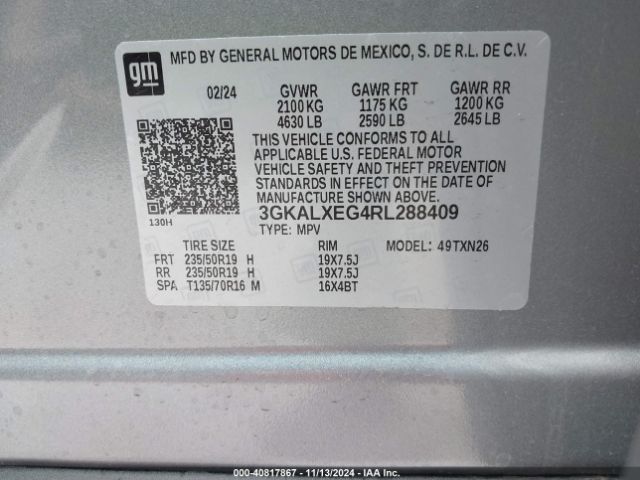 gm
MFD BY GENERAL MOTORS DE MEXICO, S. DE R.L. DE C.V.
02/24 GVWR GAWR FRT GAWR RR
2100 KG 1175 KG 1200 KG
4630 LB 2590 LB 2645 LB
THIS VEHICLE CONFORMS TO ALL
APPLICABLE U.S. FEDERAL MOTOR
VEHICLE SAFETY AND THEFT PREVENTION
STANDARDS IN EFFECT ON THE DATE OF
MANUFACTURE SHOWN ABOVE.
130H 3GKALXEG4RL288409
TYPE: MPV
TIRE SIZE RIM MODEL: 49TXN26
FRT 235/50R19 H 19X7.5J
RR 235/50R19 H 19X7.5J
SPA T135/70R16 M 16X4BT
000-40817867 - 11/13/2024 - IAAI.COM